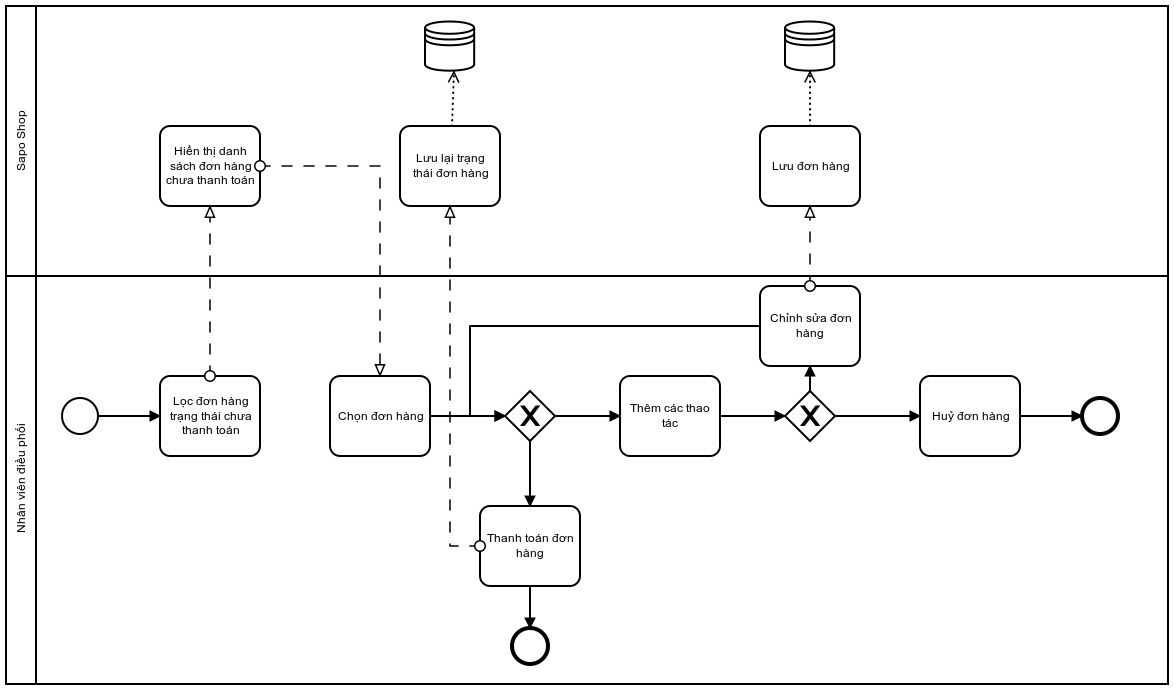 Sapo Shop
Hiển thị danh
sách đơn hàng
chưa thanh toán
Lưu lại trạng
thái đơn hàng
Lưu đơn hàng
Nhân viên điều phối
Chỉnh sửa đơn
hàng
Lọc đơn hàng
trạng thái chưa
thanh toán
Chọn đơn hàng
Thêm các thao
tác
Huỷ đơn hàng
Thanh toán đơn
hàng